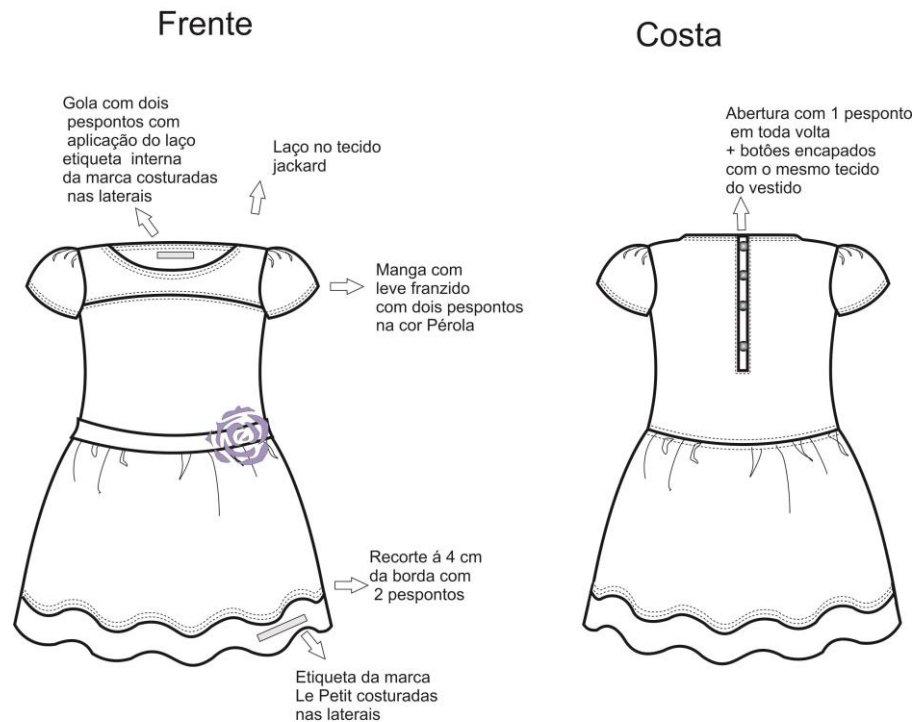 Frente
Costa
Gola com dois
pespontos com
aplicação do laço
etiqueta interna
da marca costuradas
nas laterais
Laço no tecido
jackard
Abertura com 1 pesponto
em toda volta
+ botôes encapados
com o mesmo tecido
do vestido
Manga com
leve franzido
com dois pespontos
na cor Pérola
Recorte á 4 cm
da borda com
2 pespontos
Etiqueta da marca
Le Petit costuradas
nas laterais